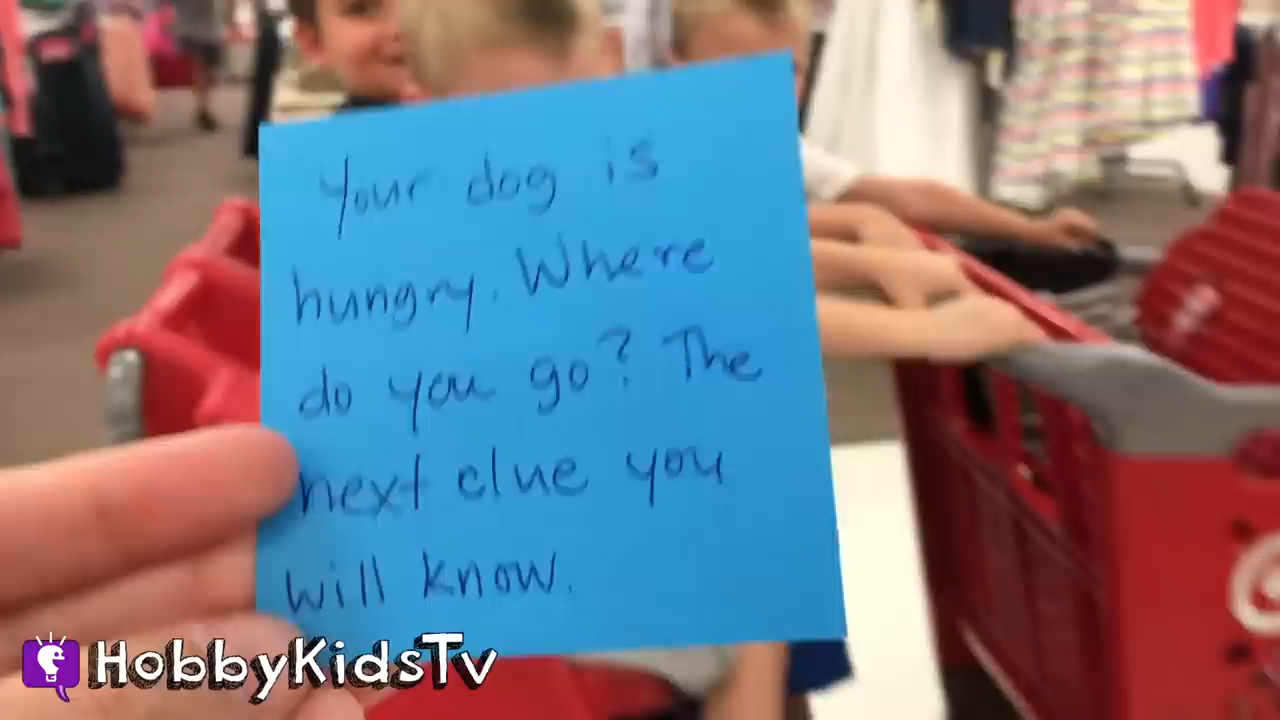 Your dog is
hungry. Where
do you go? The
next clue you
will know.
HobbyKidsTV